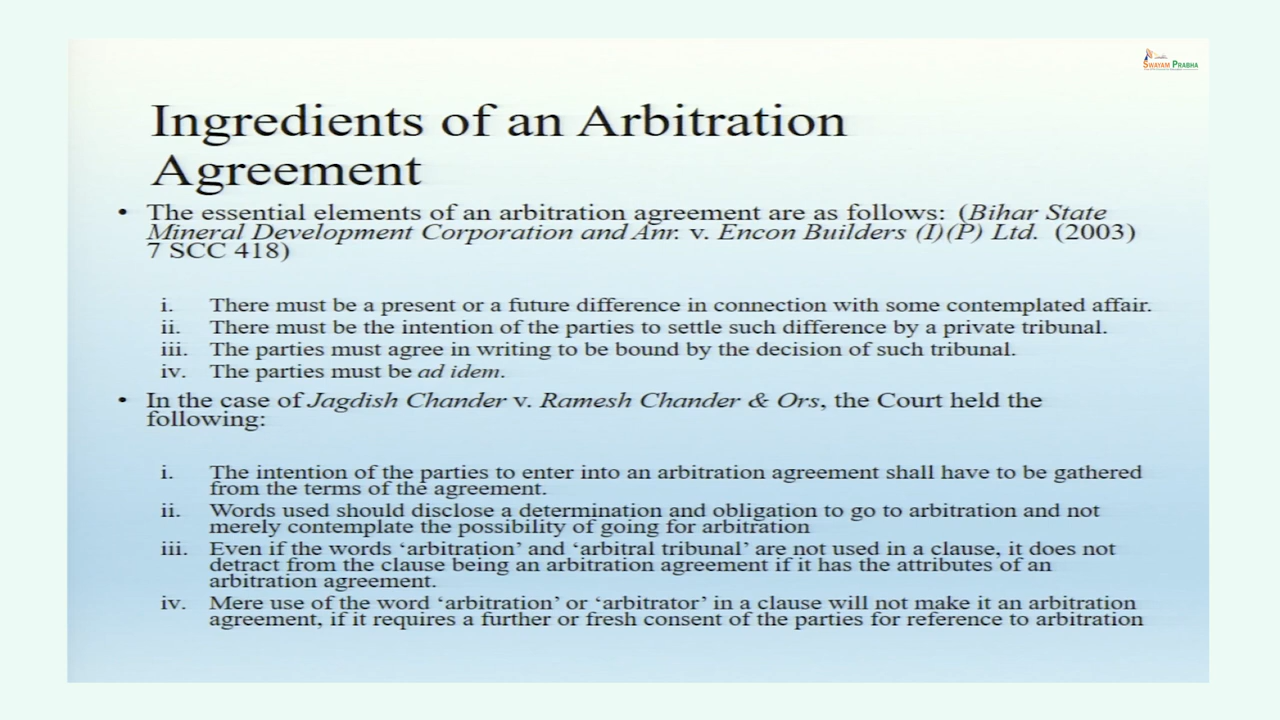 SWAYAM PRABHA
Ingredients of an Arbitration
Agreement
• The essential elements of an arbitration agreement are as follows: (Bihar State
Mineral Development Corporation and Anr. v. Encon Builders (I)(P) Ltd. (2003)
7 SCC 418)
i. There must be a present or a future difference in connection with some contemplated affair.
ii. There must be the intention of the parties to settle such difference by a private tribunal.
iii. The parties must agree in writing to be bound by the decision of such tribunal.
iv. The parties must be ad idem.
• In the case of Jagdish Chander v. Ramesh Chander & Ors, the Court held the
following:
i. The intention of the parties to enter into an arbitration agreement shall have to be gathered
from the terms of the agreement.
ii. Words used should disclose a determination and obligation to go to arbitration and not
merely contemplate the possibility of going for arbitration
iii. Even if the words ‘arbitration’ and ‘arbitral tribunal’ are not used in a clause, it does not
detract from the clause being an arbitration agreement if it has the attributes of an
arbitration agreement.
iv. Mere use of the word ‘arbitration’ or ‘arbitrator’ in a clause will not make it an arbitration
agreement, if it requires a further or fresh consent of the parties for reference to arbitration